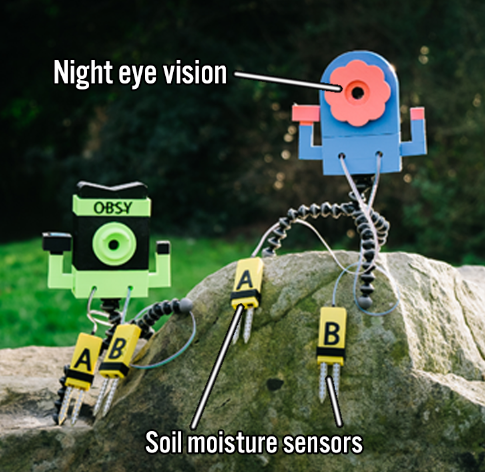 Night eye vision
OBSY
A
B
A
B
Soil moisture sensors